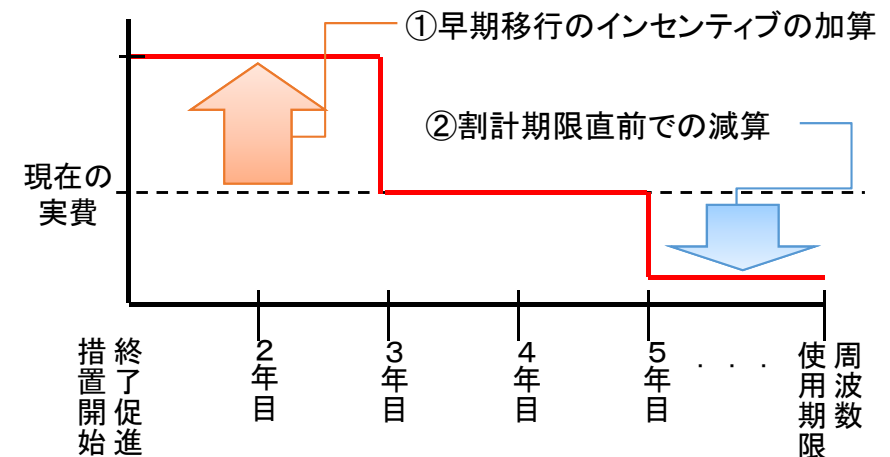 ①早期移行のインセンティブの加算
②割計期限直前での減算
現在の
実費
終了促進
措置開始
2年目
3年目
4年目
5年目
. . .
周波数
使用期限